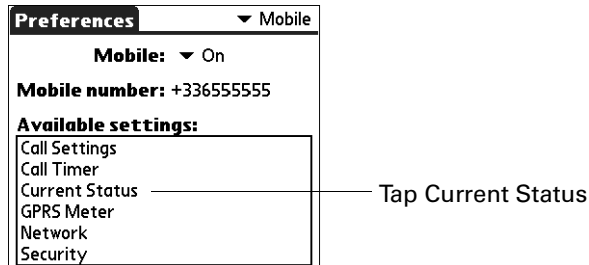 Preferences Mobile
Mobile: On
Mobile number: +336555555
Available settings:
Call Settings
Call Timer
Current Status Tap Current Status
GPRS Meter
Network
Security